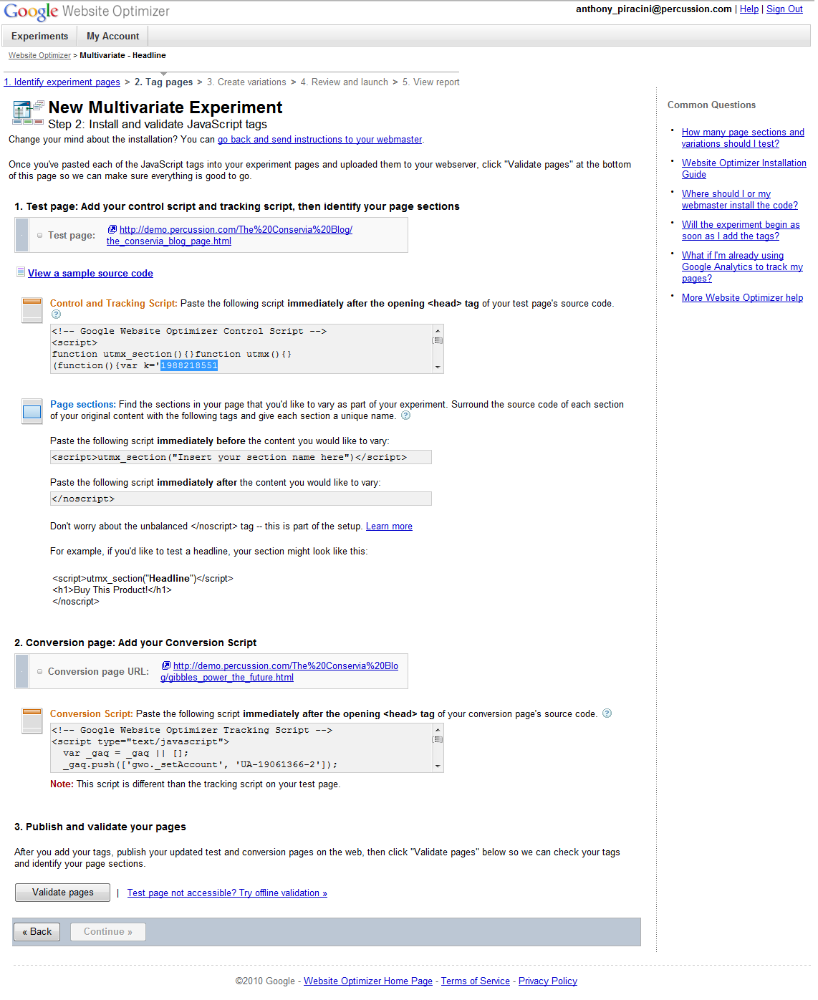 Google Website Optimizer
anthony_piracini@percussion.com | Help | Sign Out
Experiments My Account
Website Optimizer > Multivariate - Headline
1. Identify experiment pages > 2. Tag pages > 3. Create variations > 4. Review and launch > 5. View report
New Multivariate Experiment
Step 2: Install and validate JavaScript tags
Change your mind about the installation? You can go back and send instructions to your webmaster.
Once you've pasted each of the JavaScript tags into your experiment pages and uploaded them to your webserver, click "Validate pages" at the bottom
of this page so we can make sure everything is good to go.
1. Test page: Add your control script and tracking script, then identify your page sections
Test page: http://demo.percussion.com/The%20Conservia%20Blog/
the_conservia_blog_page.html
View a sample source code
Control and Tracking Script: Paste the following script immediately after the opening <head> tag of your test page's source code.
?
<!-- Google Website Optimizer Control Script -->
<script>
function utmx_section(){}function utmx(){}
(function(){var k='1988218551
Page sections: Find the sections in your page that you'd like to vary as part of your experiment. Surround the source code of each section
of your original content with the following tags and give each section a unique name. ?
Paste the following script immediately before the content you would like to vary:
<script>utmx_section("Insert your section name here")</script>
Paste the following script immediately after the content you would like to vary:
</noscript>
Don't worry about the unbalanced </noscript> tag -- this is part of the setup. Learn more
For example, if you'd like to test a headline, your section might look like this:
<script>utmx_section("Headline")</script>
<h1>Buy This Product!</h1>
</noscript>
2. Conversion page: Add your Conversion Script
Conversion page URL: http://demo.percussion.com/The%20Conservia%20Blo
g/gibbles_power_the_future.html
Conversion Script: Paste the following script immediately after the opening <head> tag of your conversion page's source code. ?
<!-- Google Website Optimizer Tracking Script -->
<script type="text/javascript">
var _gaq = _gaq || [];
_gaq.push(['gwo._setAccount', 'UA-19061366-2']);
Note: This script is different than the tracking script on your test page.
3. Publish and validate your pages
After you add your tags, publish your updated test and conversion pages on the web, then click "Validate pages" below so we can check your tags
and identify your page sections.
Validate pages | Test page not accessible? Try offline validation »
« Back Continue »
Common Questions
• How many page sections and
variations should I test?
• Website Optimizer Installation
Guide
• Where should I or my
webmaster install the code?
• Will the experiment begin as
soon as I add the tags?
• What if I'm already using
Google Analytics to track my
pages?
• More Website Optimizer help
©2010 Google - Website Optimizer Home Page - Terms of Service - Privacy Policy